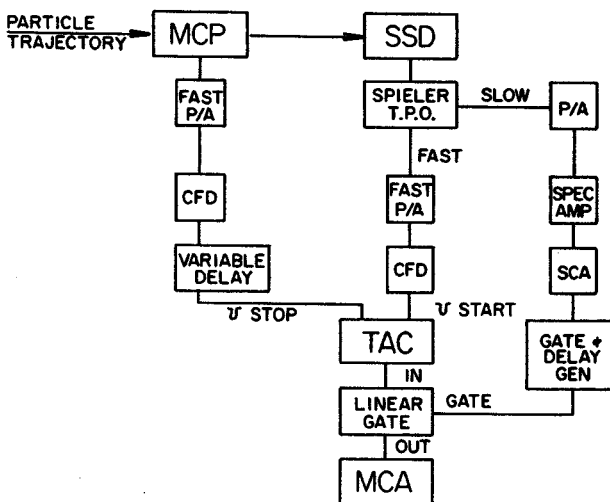 PARTICLE
TRAJECTORY
MCP
SSD
FAST
P/A
SPIELER
T.P.O.
SLOW
P/A
FAST
CFD
FAST
P/A
SPEC
AMP
VARIABLE
DELAY
CFD
SCA
STOP
START
TAC
GATE &
DELAY
GEN
IN
LINEAR
GATE
GATE
OUT
MCA